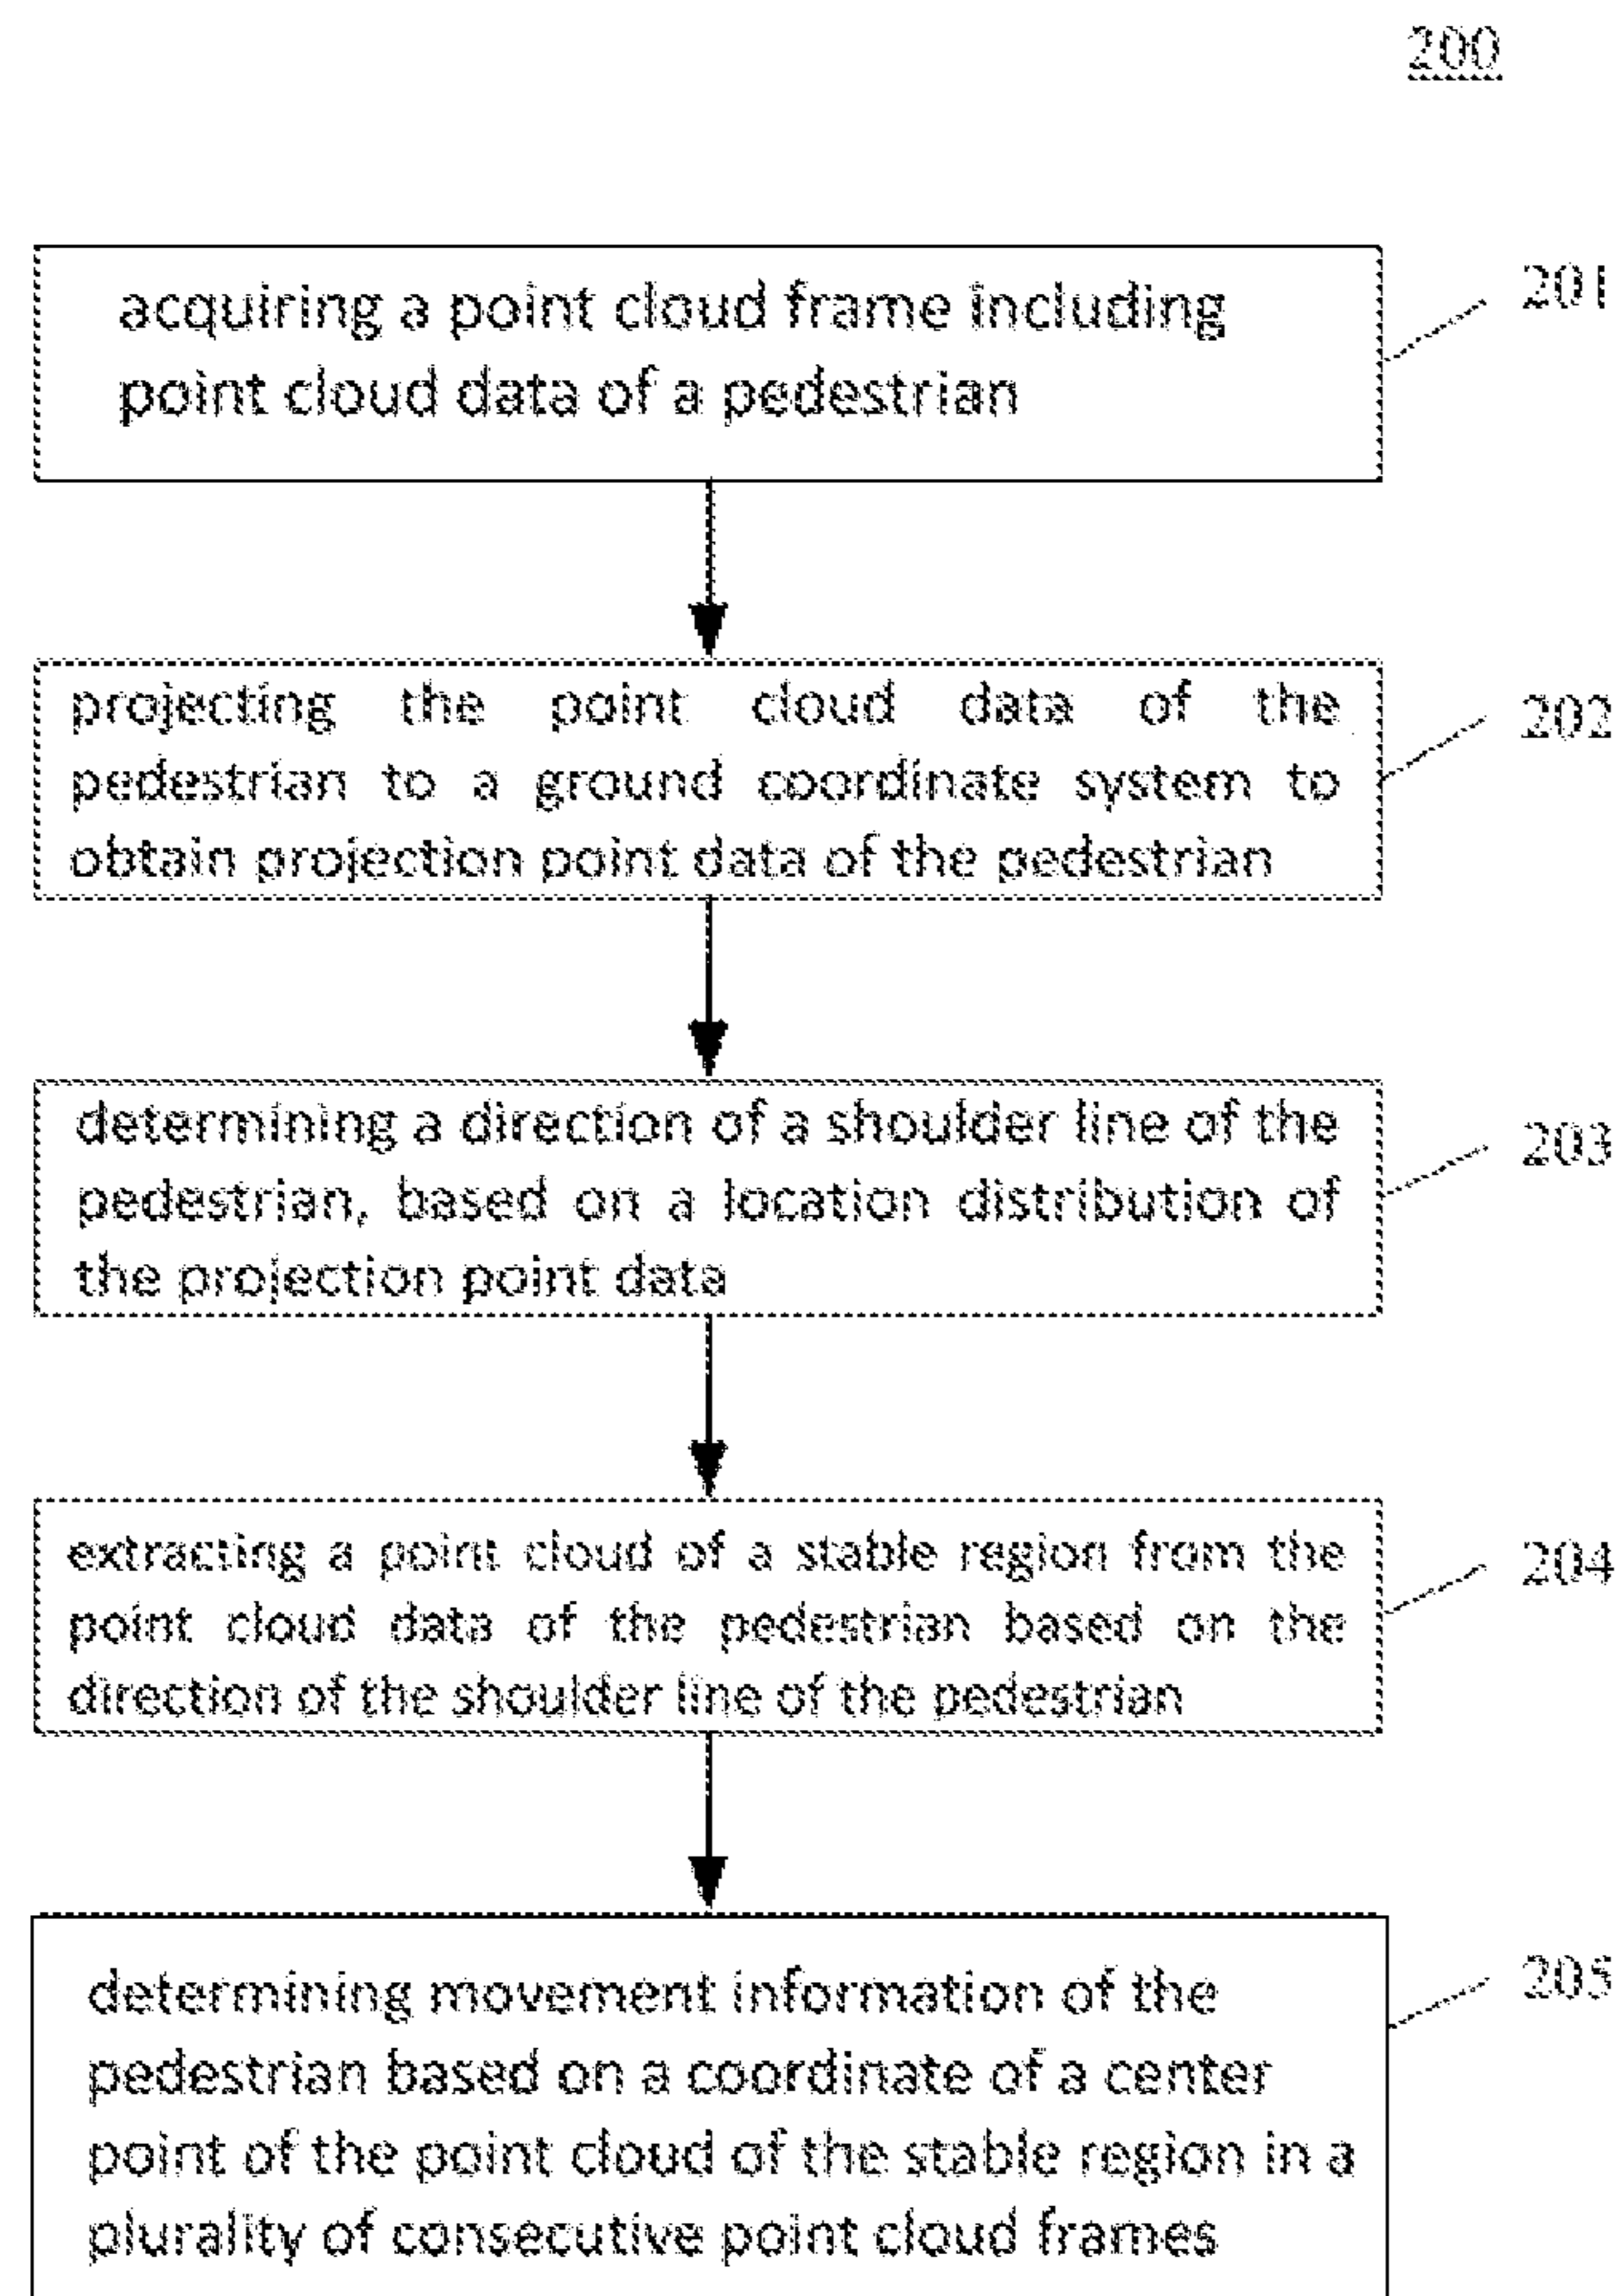 200
acquiring a point cloud frame including
201
point cloud data of a pedestrian
projecting the point cloud data of the
202
pedestrian to a ground coordinate system to
obtain projection point data of the pedestrian
determining a direction of a shoulder line of the
203
pedestrian, based on a location distribution of
the projection point data
extracting a point cloud of a stable region from the
204
point cloud data of the pedestrian based on the
direction of the shoulder line of the pedestrian
determining movement information of the
205
pedestrian based on a coordinate of a center
point of the point cloud of the stable region in a
plurality of consecutive point cloud frames